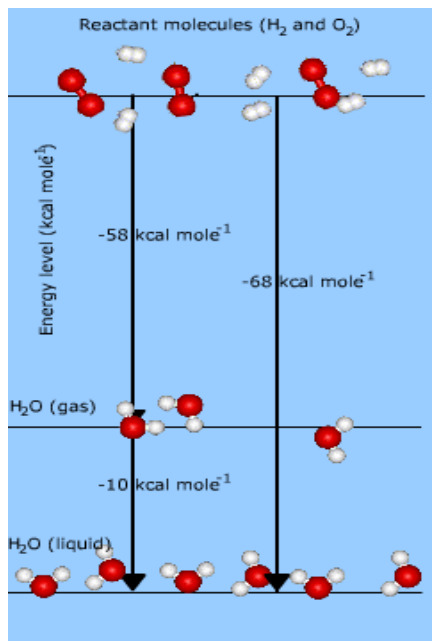 Reactant molecules (H₂ and O₂)
Energy level (kcal mole⁻¹)
-58 kcal mole⁻¹
-68 kcal mole⁻¹
H₂O (gas)
-10 kcal mole⁻¹
H₂O (liquid)